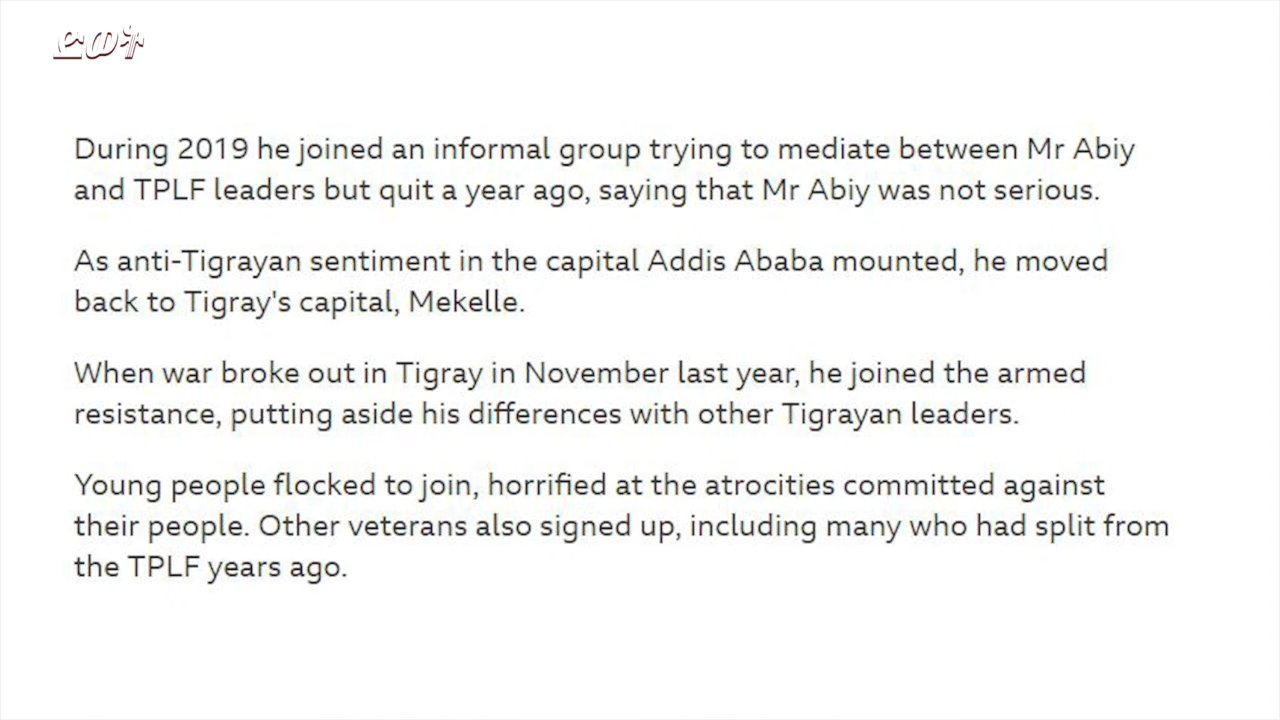 During 2019 he joined an informal group trying to mediate between Mr Abiy
and TPLF leaders but quit a year ago, saying that Mr Abiy was not serious.
As anti-Tigrayan sentiment in the capital Addis Ababa mounted, he moved
back to Tigray's capital, Mekelle.
When war broke out in Tigray in November last year, he joined the armed
resistance, putting aside his differences with other Tigrayan leaders.
Young people flocked to join, horrified at the atrocities committed against
their people. Other veterans also signed up, including many who had split from
the TPLF years ago.